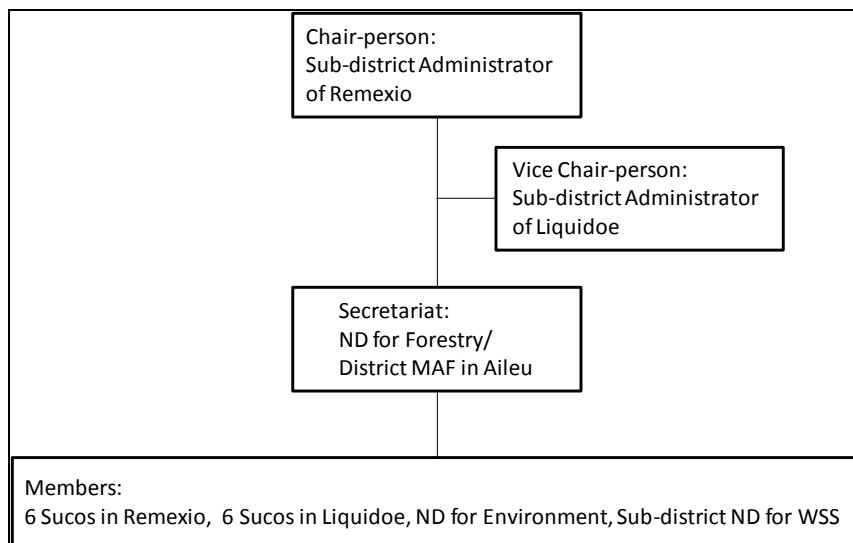 Chair-person:
Sub-district Administrator
of Remexio
Vice Chair-person:
Sub-district Administrator
of Liquidoe
Secretariat:
ND for Forestry/
District MAF in Aileu
Members:
6 Sucos in Remexio, 6 Sucos in Liquidoe, ND for Environment, Sub-district ND for WSS